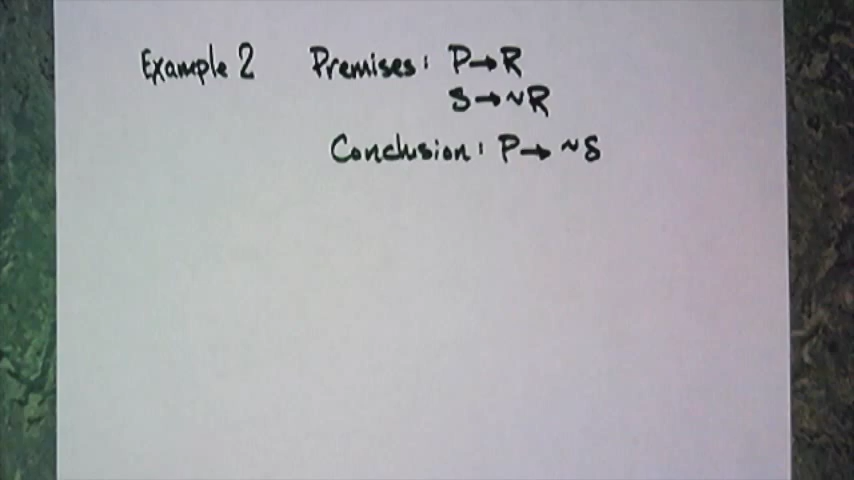 Example 2 Premises: P→R
S→~R
Conclusion: P→ ~S